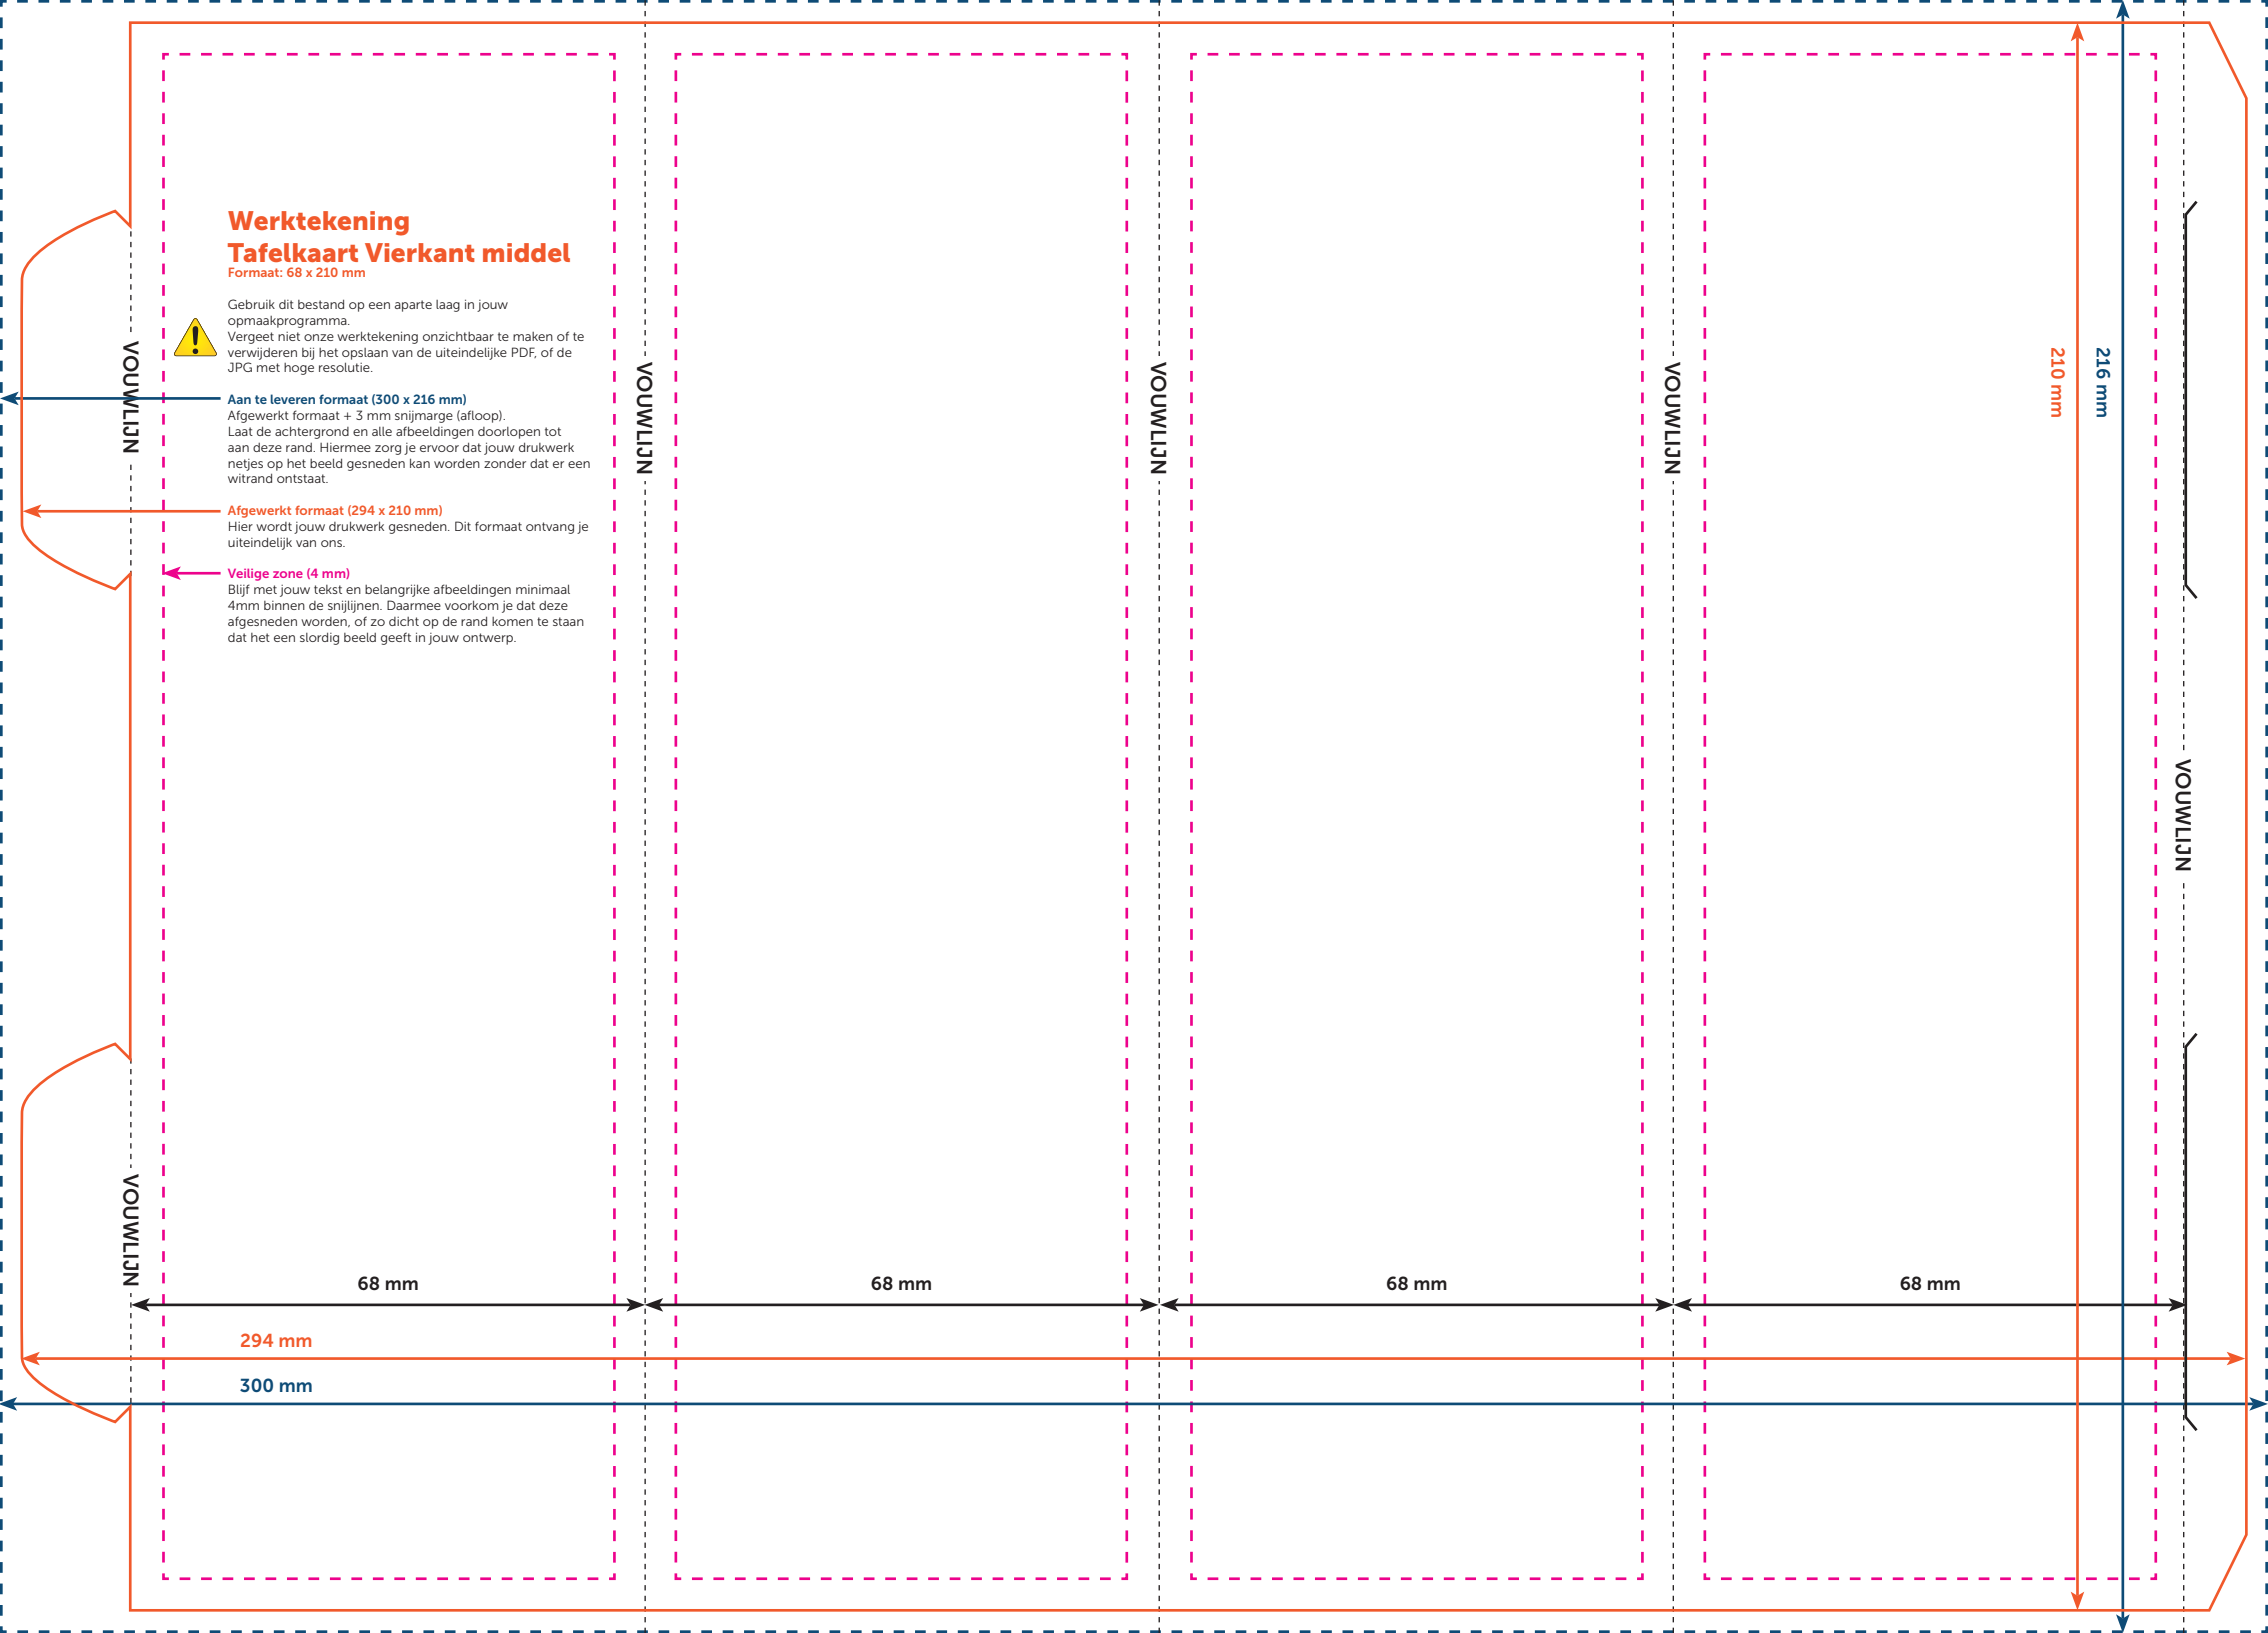 Werktekening
Tafelkaart Vierkant middel
Formaat: 68 x 210 mm
Gebruik dit bestand op een aparte laag in jouw
opmaakprogramma.
Vergeet niet onze werktekening onzichtbaar te maken of te
verwijderen bij het opslaan van de uiteindelijke PDF, of de
JPG met hoge resolutie.
Aan te leveren formaat (300 x 216 mm)
Afgewerkt formaat + 3 mm snijmarge (afloop).
Laat de achtergrond en alle afbeeldingen doorlopen tot
aan deze rand. Hiermee zorg je ervoor dat jouw drukwerk
netjes op het beeld gesneden kan worden zonder dat er een
witrand ontstaat.
Afgewerkt formaat (294 x 210 mm)
Hier wordt jouw drukwerk gesneden. Dit formaat ontvang je
uiteindelijk van ons.
Veilige zone (4 mm)
Blijf met jouw tekst en belangrijke afbeeldingen minimaal
4mm binnen de snijlijnen. Daarmee voorkom je dat deze
afgesneden worden, of zo dicht op de rand komen te staan
dat het een slordig beeld geeft in jouw ontwerp.
VOUWLIJN
VOUWLIJN
VOUWLIJN
VOUWLIJN
210 mm
216 mm
VOUWLIJN
VOUWLIJN
68 mm
68 mm
68 mm
68 mm
294 mm
300 mm